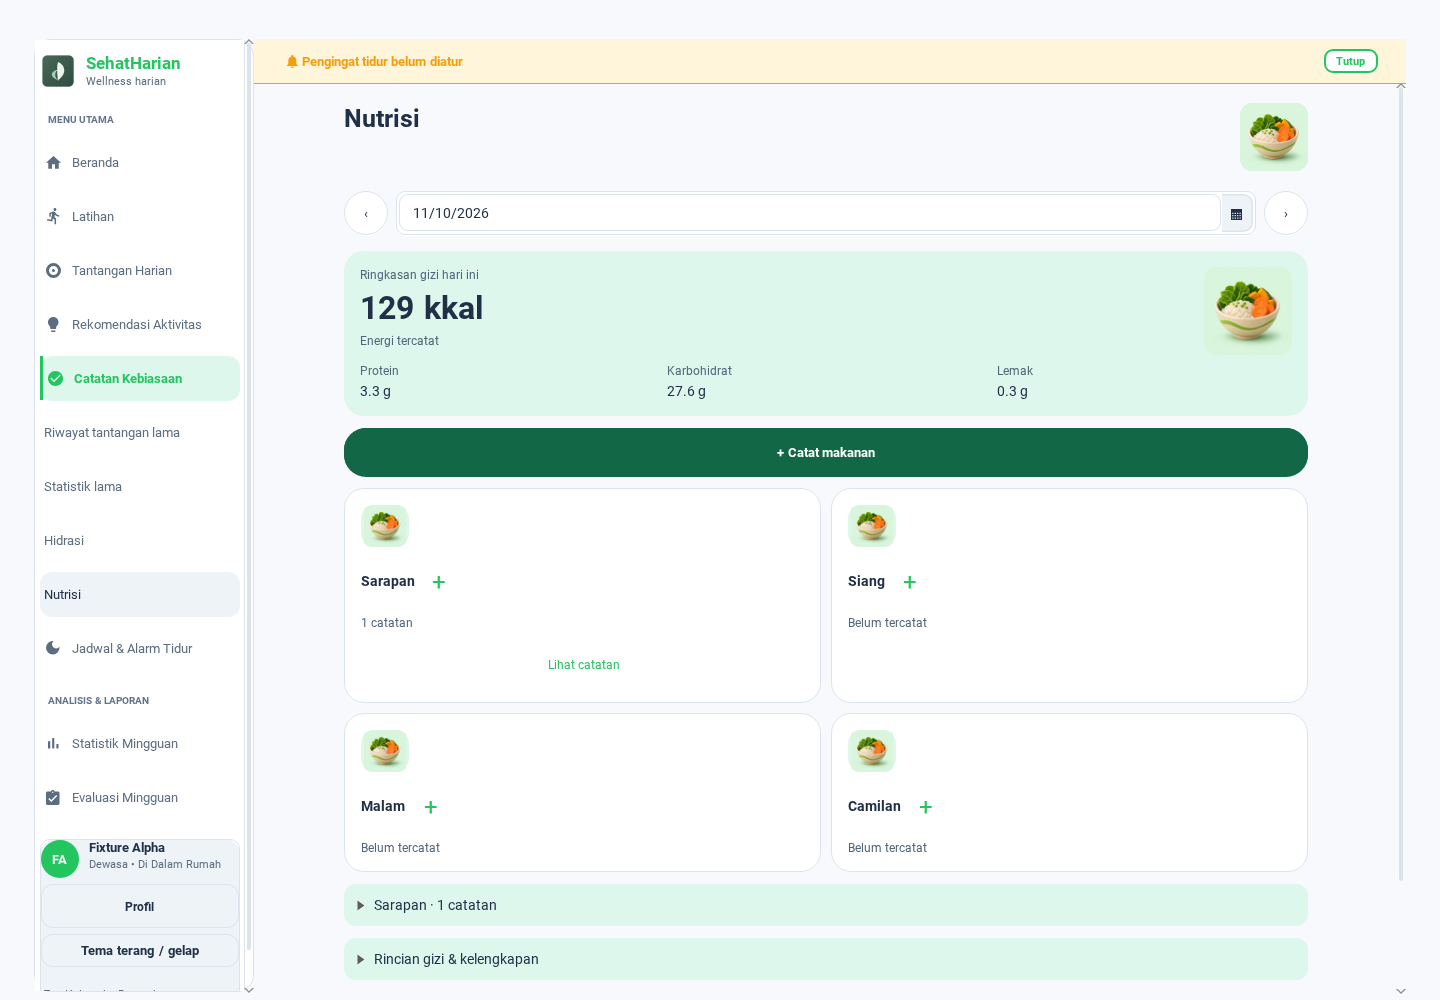 SehatHarian
Wellness harian
MENU UTAMA
Beranda
Latihan
Tantangan Harian
Rekomendasi Aktivitas
Catatan Kebiasaan
Riwayat tantangan lama
Statistik lama
Hidrasi
Nutrisi
Jadwal & Alarm Tidur
ANALISIS & LAPORAN
Statistik Mingguan
Evaluasi Mingguan
FA
Fixture Alpha
Dewasa • Di Dalam Rumah
Profil
Tema terang / gelap
Pengingat tidur belum diatur
Tutup
Nutrisi
‹
11/10/2026
›
Ringkasan gizi hari ini
129 kkal
Energi tercatat
Protein
3.3 g
Karbohidrat
27.6 g
Lemak
0.3 g
+ Catat makanan
Sarapan +
1 catatan
Lihat catatan
Siang +
Belum tercatat
Malam +
Belum tercatat
Camilan +
Belum tercatat
Sarapan · 1 catatan
Rincian gizi & kelengkapan